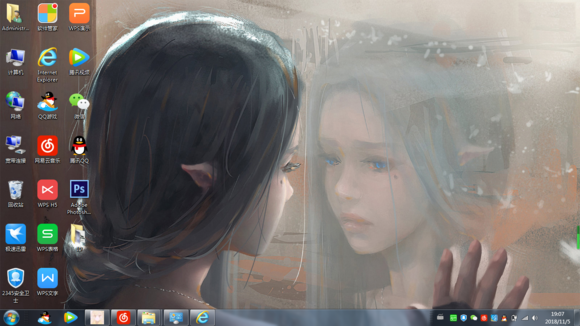 Administr...
软件管家
WPS演示
计算机
Internet
Explorer
腾讯视频
网络
QQ游戏
微信
宽带连接
网易云音乐
腾讯QQ
回收站
WPS H5
Adobe
Photosh...
极速迅雷
WPS表格
2345安全卫
士
WPS文字
19:07
2018/11/5